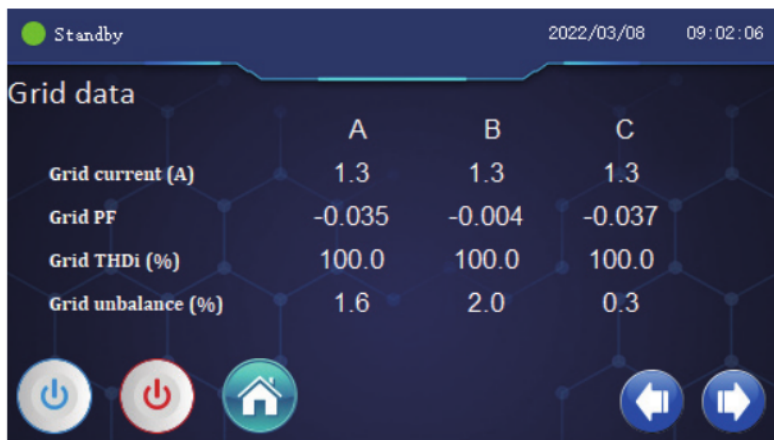 Standby 2022/03/08 09:02:06
Grid data
A B C
Grid current (A) 1.3 1.3 1.3
Grid PF -0.035 -0.004 -0.037
Grid THDi (%) 100.0 100.0 100.0
Grid unbalance (%) 1.6 2.0 0.3